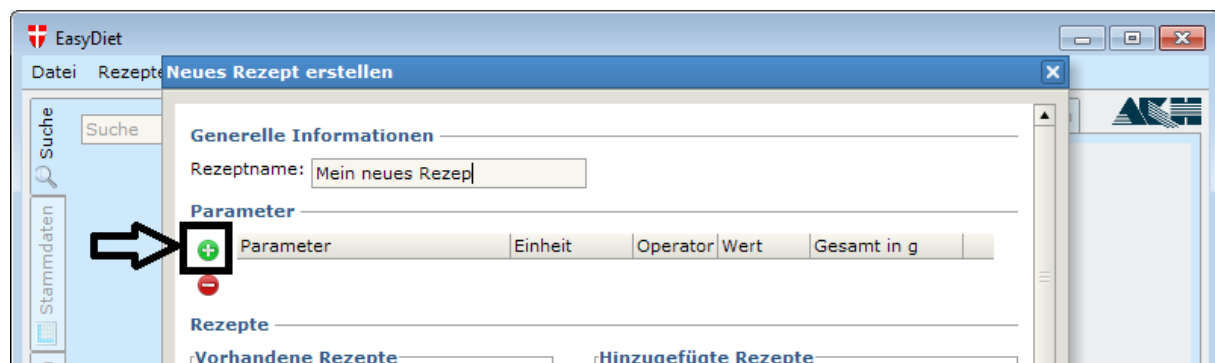 EasyDiet
Datei Rezepte
Neues Rezept erstellen
Suche
Suche
Stammdaten
AKH
Generelle Informationen
Rezeptname: Mein neues Rezep
Parameter
Parameter Einheit Operator Wert Gesamt in g
Rezepte
Vorhandene Rezepte Hinzugefügte Rezepte